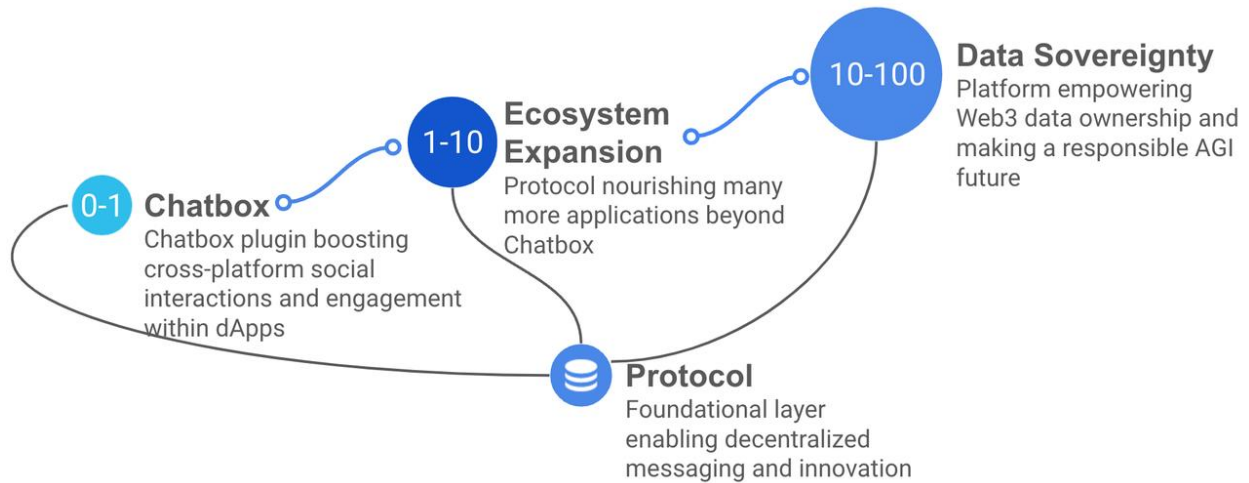 0-1
Chatbox
Chatbox plugin boosting
cross-platform social
interactions and engagement
within dApps
1-10
Ecosystem
Expansion
Protocol nourishing many
more applications beyond
Chatbox
10-100
Data Sovereignty
Platform empowering
Web3 data ownership and
making a responsible AGI
future
Protocol
Foundational layer
enabling decentralized
messaging and innovation